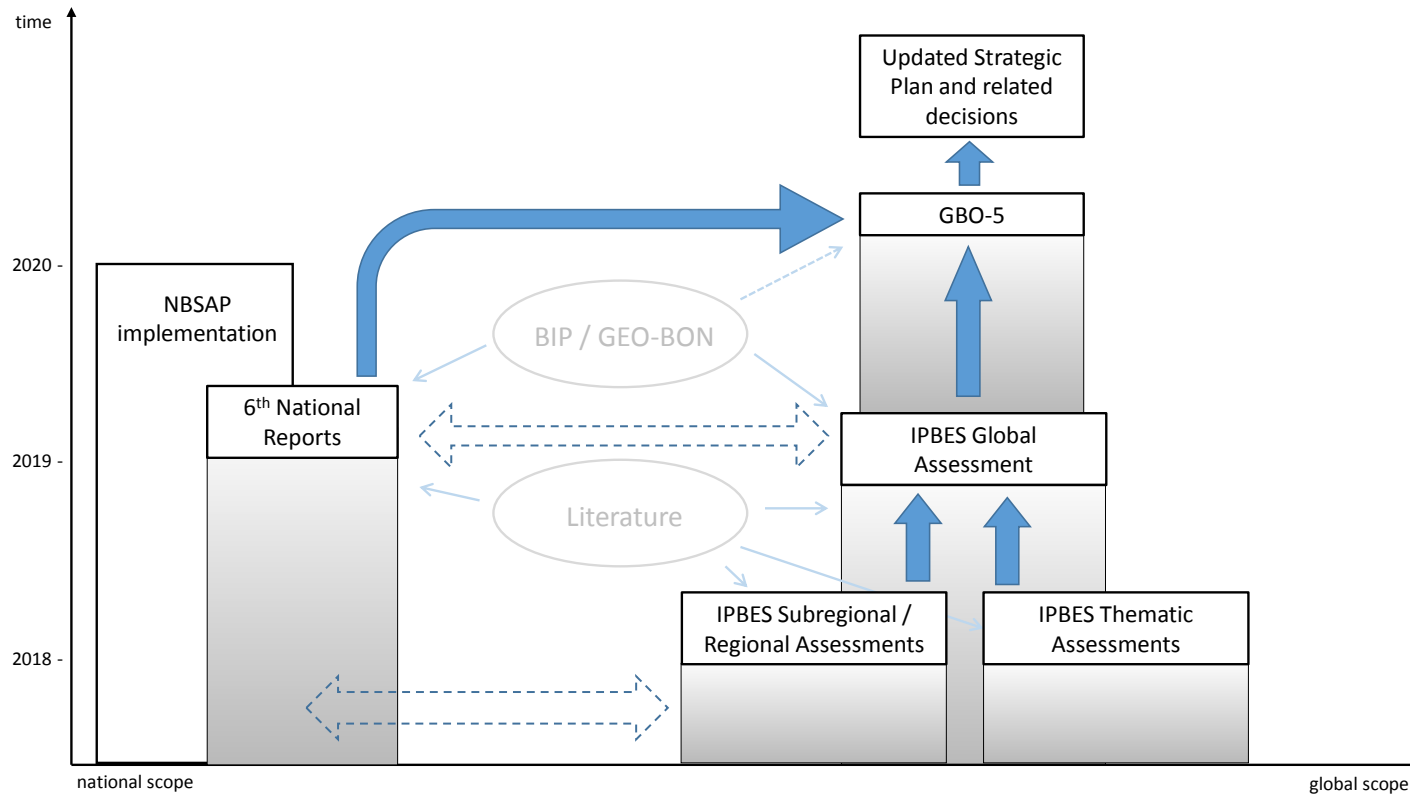 time
Updated Strategic
Plan and related
decisions
GBO-5
2020 -
NBSAP
implementation
BIP / GEO-BON
6th National
Reports
IPBES Global
Assessment
2019 -
Literature
IPBES Subregional /
Regional Assessments
IPBES Thematic
Assessments
2018 -
national scope
global scope